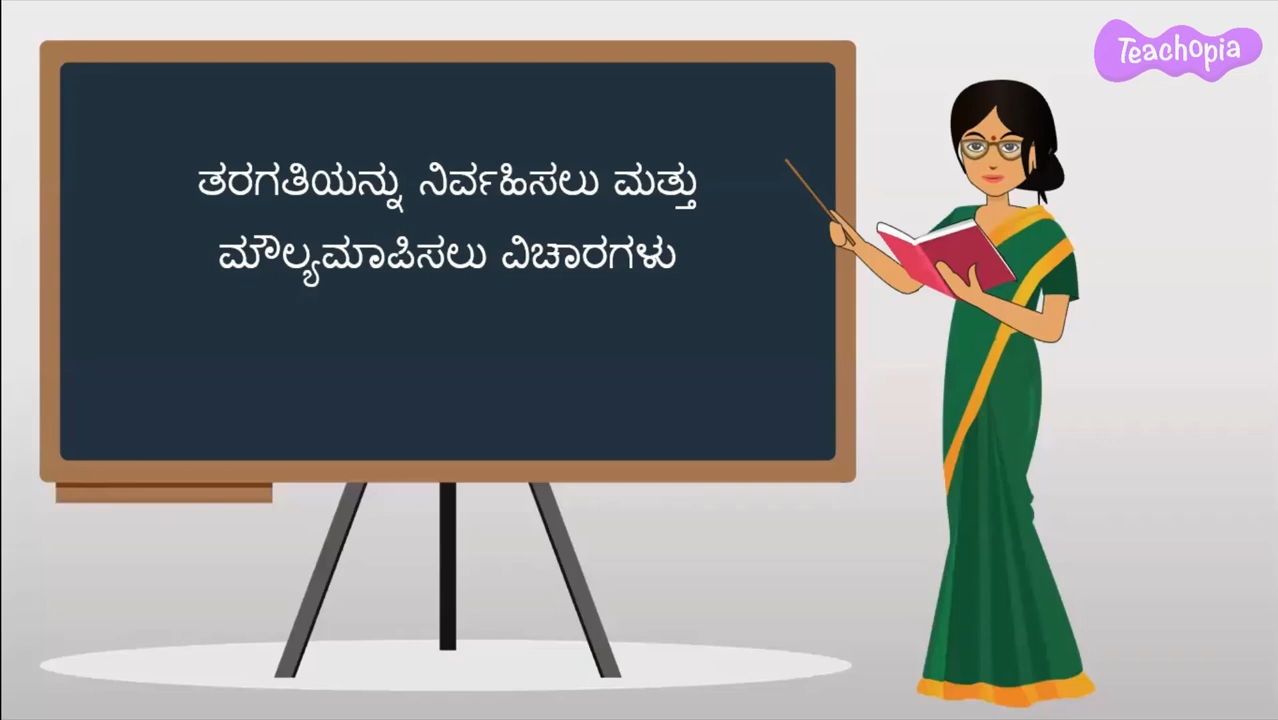 Teachopia
ತರಗತಿಯನ್ನು ನಿರ್ವಹಿಸಲು ಮತ್ತು
ಮೌಲ್ಯಮಾಪಿಸಲು ವಿಚಾರಗಳು